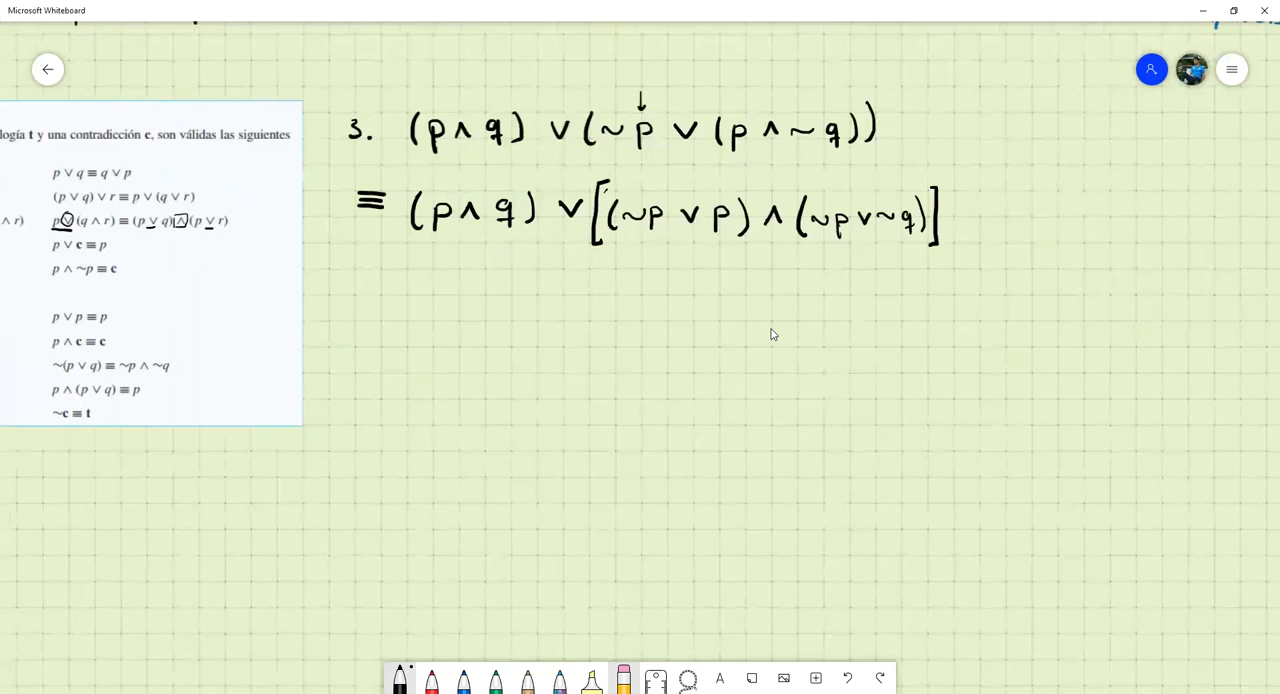 Microsoft Whiteboard
logía t y una contradicción c, son válidas las siguientes
p ∨ q ≡ q ∨ p
(p ∨ q) ∨ r ≡ p ∨ (q ∨ r)
∧ r) p ∨ (q ∧ r) ≡ (p ∨ q) ∧ (p ∨ r)
p ∨ c ≡ p
p ∧ ~p ≡ c
p ∨ p ≡ p
p ∧ c ≡ c
~(p ∨ q) ≡ ~p ∧ ~q
p ∧ (p ∨ q) ≡ p
~c ≡ t
3. (p ∧ q) ∨ (~p ∨ (p ∧ ~q))
≡ (p ∧ q) ∨ [(~p ∨ p) ∧ (~p ∨ ~q)]
A